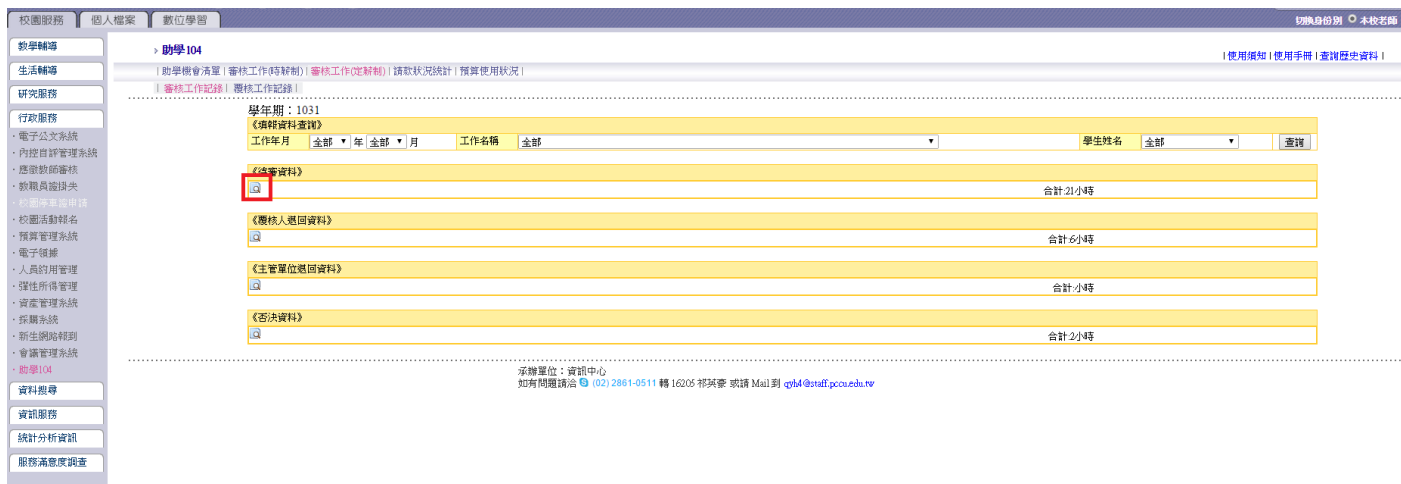 校園服務 個人檔案 數位學習 切換身份別 本校老師
教學輔導
生活輔導
研究服務
行政服務
·電子公文系統
·內控自評管理系統
·應徵教師審核
·教職員證掛失
·校園停車證申請
·校園活動報名
·預算管理系統
·電子領據
·人員約用管理
·彈性所得管理
·資產管理系統
·採購系統
·新生網路報到
·會議管理系統
·助學104
資料搜尋
資訊服務
統計分析資訊
服務滿意度調查
› 助學104
|使用須知|使用手冊|查詢歷史資料|
|助學機會清單|審核工作(時薪制)|審核工作(定薪制)|請款狀況統計|預算使用狀況|
|審核工作記錄|覆核工作記錄|
學年期：1031
《填報資料查詢》
工作年月 全部 年 全部 月 工作名稱 全部 學生姓名 全部 查詢
《待審資料》
合計:21小時
《覆核人退回資料》
合計:6小時
《主管單位退回資料》
合計:小時
《否決資料》
合計:2小時
承辦單位：資訊中心
如有問題請洽 (02) 2861-0511 轉 16205 祁英豪 或請 Mail 到 qyh4@staff.pccu.edu.tw